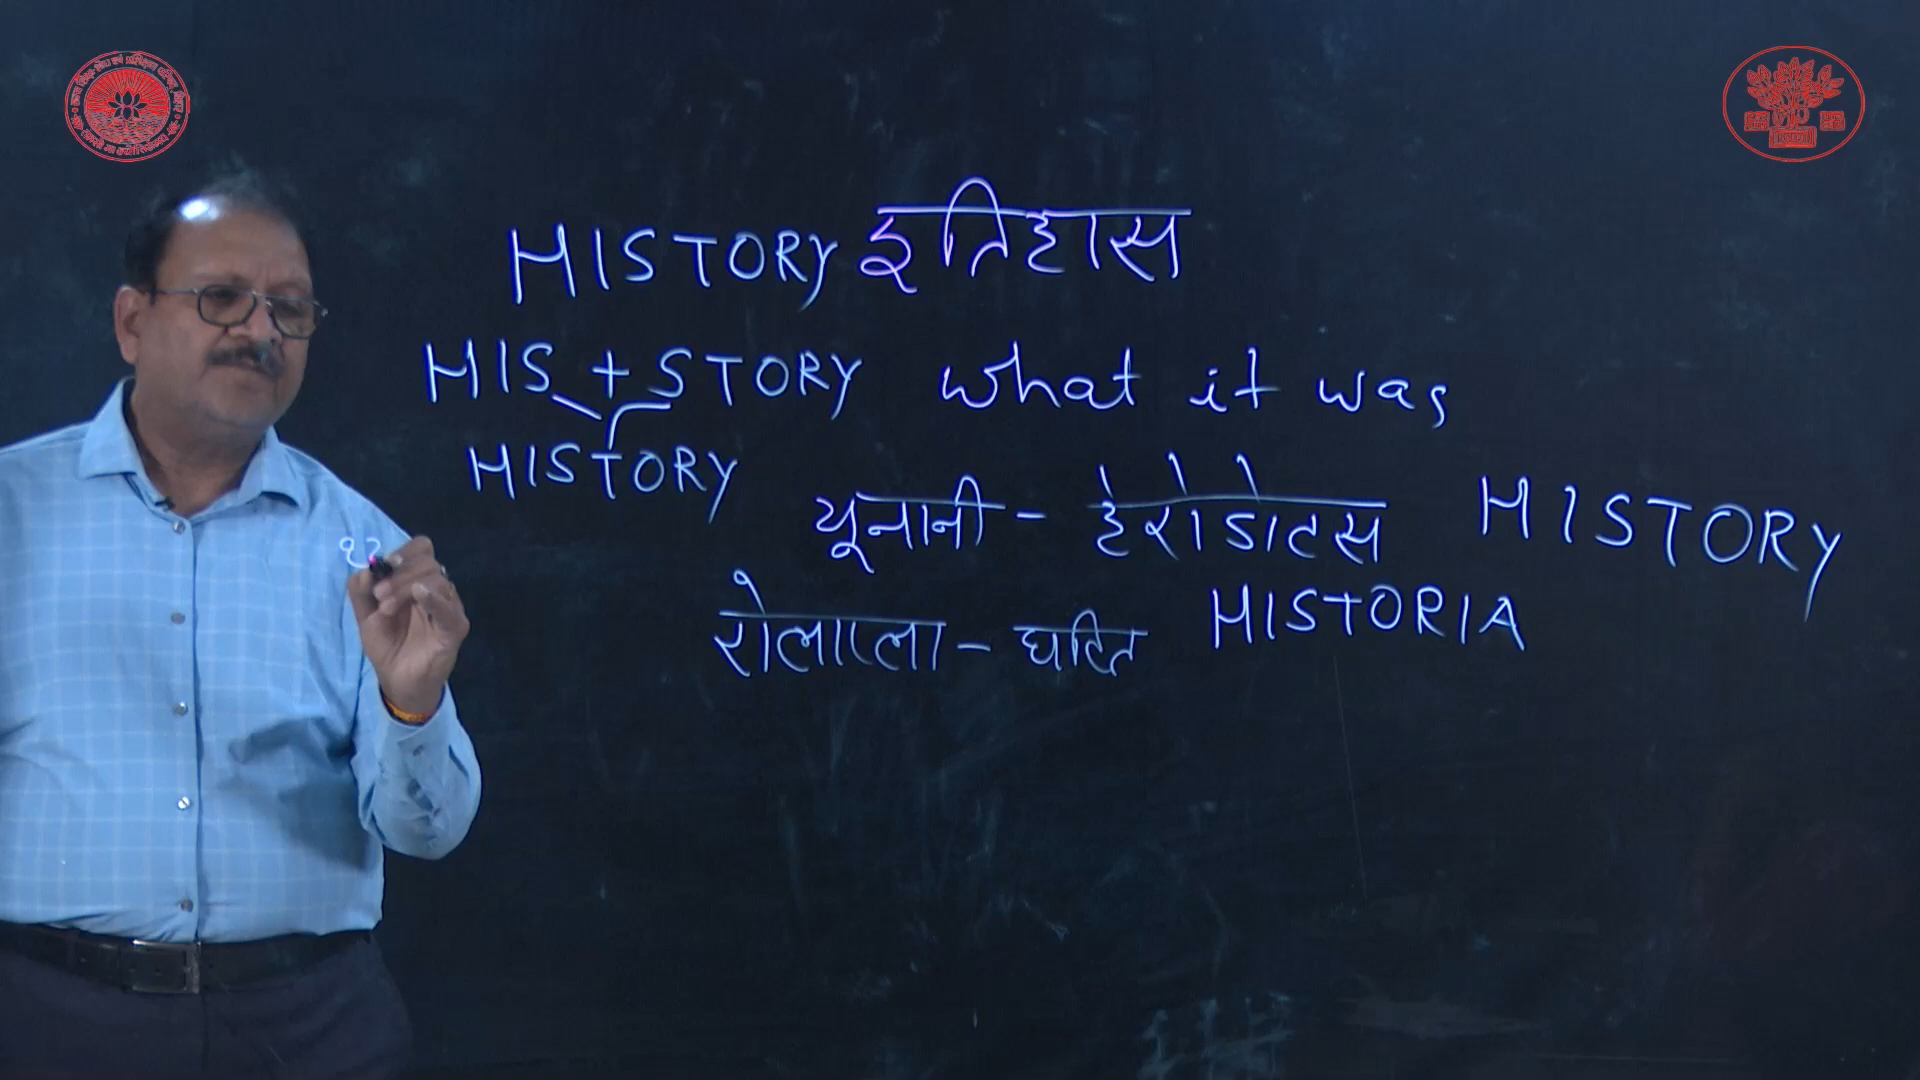 HISTORY इतिहास
HIS + STORY what it was
HISTORY
यूनानी - हेरोडोटस HISTORY
HISTORIA
रोलाला - घटित